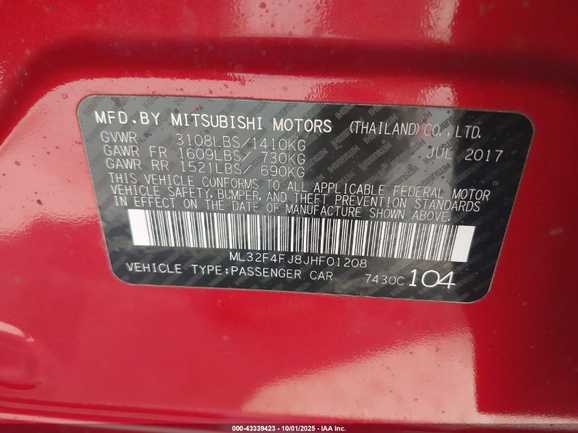 MFD.BY MITSUBISHI MOTORS (THAILAND)CO., LTD.
GVWR 3108LBS/1410KG JUL 2017
GAWR FR 1609LBS/ 730KG
GAWR RR 1521LBS/ 690KG
THIS VEHICLE CONFORMS TO ALL APPLICABLE FEDERAL MOTOR
VEHICLE SAFETY, BUMPER, AND THEFT PREVENTION STANDARDS
IN EFFECT ON THE DATE OF MANUFACTURE SHOWN ABOVE.
ML32F4FJ8JHF01208
VEHICLE TYPE:PASSENGER CAR 7430C 104
000-43339423 - 10/01/2025 - IAA Inc.